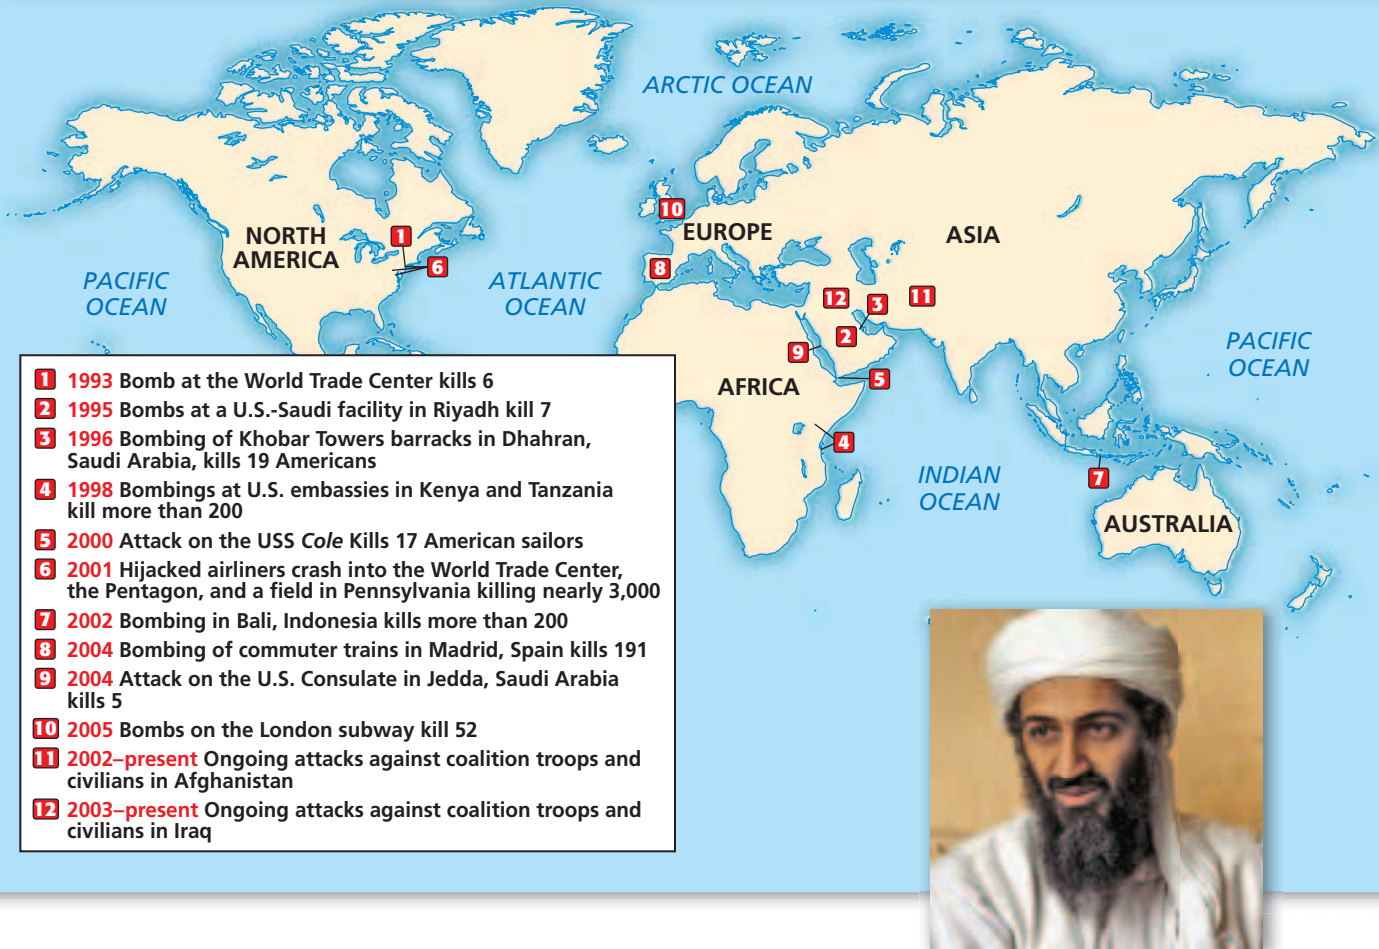 ARCTIC OCEAN
NORTH
AMERICA
EUROPE
ASIA
PACIFIC
OCEAN
ATLANTIC
OCEAN
PACIFIC
OCEAN
AFRICA
INDIAN
OCEAN
AUSTRALIA
1
6
10
8
12
3
11
2
9
5
4
7
1 1993 Bomb at the World Trade Center kills 6
2 1995 Bombs at a U.S.-Saudi facility in Riyadh kill 7
3 1996 Bombing of Khobar Towers barracks in Dhahran,
Saudi Arabia, kills 19 Americans
4 1998 Bombings at U.S. embassies in Kenya and Tanzania
kill more than 200
5 2000 Attack on the USS Cole Kills 17 American sailors
6 2001 Hijacked airliners crash into the World Trade Center,
the Pentagon, and a field in Pennsylvania killing nearly 3,000
7 2002 Bombing in Bali, Indonesia kills more than 200
8 2004 Bombing of commuter trains in Madrid, Spain kills 191
9 2004 Attack on the U.S. Consulate in Jedda, Saudi Arabia
kills 5
10 2005 Bombs on the London subway kill 52
11 2002–present Ongoing attacks against coalition troops and
civilians in Afghanistan
12 2003–present Ongoing attacks against coalition troops and
civilians in Iraq